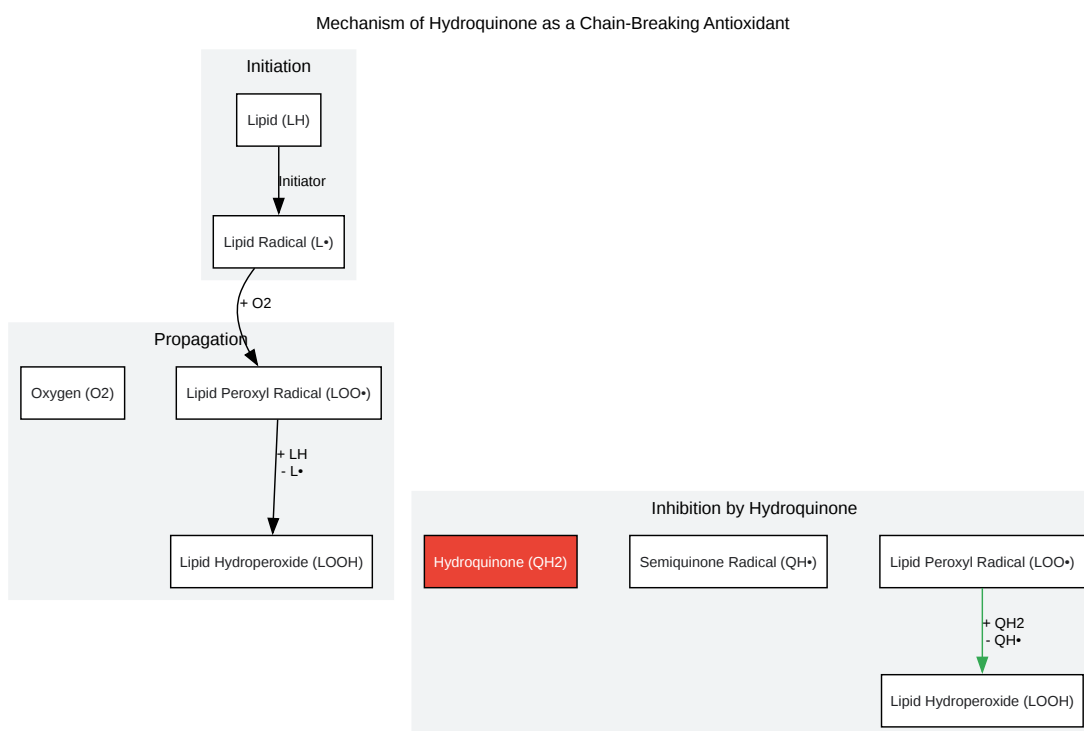 Mechanism of Hydroquinone as a Chain-Breaking Antioxidant
Initiation
Lipid (LH)
Initiator
Lipid Radical (L•)
+ O2
Propagation
Oxygen (O2)
Lipid Peroxyl Radical (LOO•)
+ LH
- L•
Lipid Hydroperoxide (LOOH)
Inhibition by Hydroquinone
Hydroquinone (QH2)
Semiquinone Radical (QH•)
Lipid Peroxyl Radical (LOO•)
+ QH2
- QH•
Lipid Hydroperoxide (LOOH)